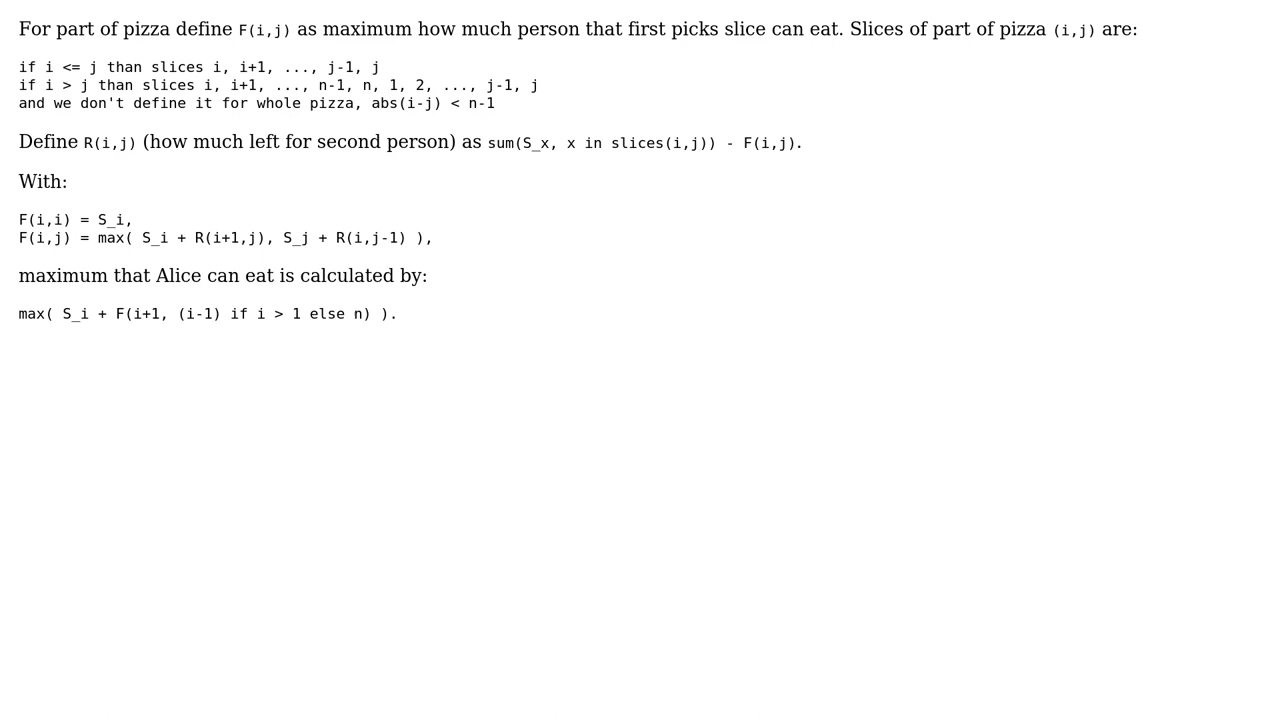 For part of pizza define F(i,j) as maximum how much person that first picks slice can eat. Slices of part of pizza (i,j) are:
if i <= j than slices i, i+1, ..., j-1, j
if i > j than slices i, i+1, ..., n-1, n, 1, 2, ..., j-1, j
and we don't define it for whole pizza, abs(i-j) < n-1
Define R(i,j) (how much left for second person) as sum(S_x, x in slices(i,j)) - F(i,j).
With:
F(i,i) = S_i,
F(i,j) = max( S_i + R(i+1,j), S_j + R(i,j-1) ),
maximum that Alice can eat is calculated by:
max( S_i + F(i+1, (i-1) if i > 1 else n) ).